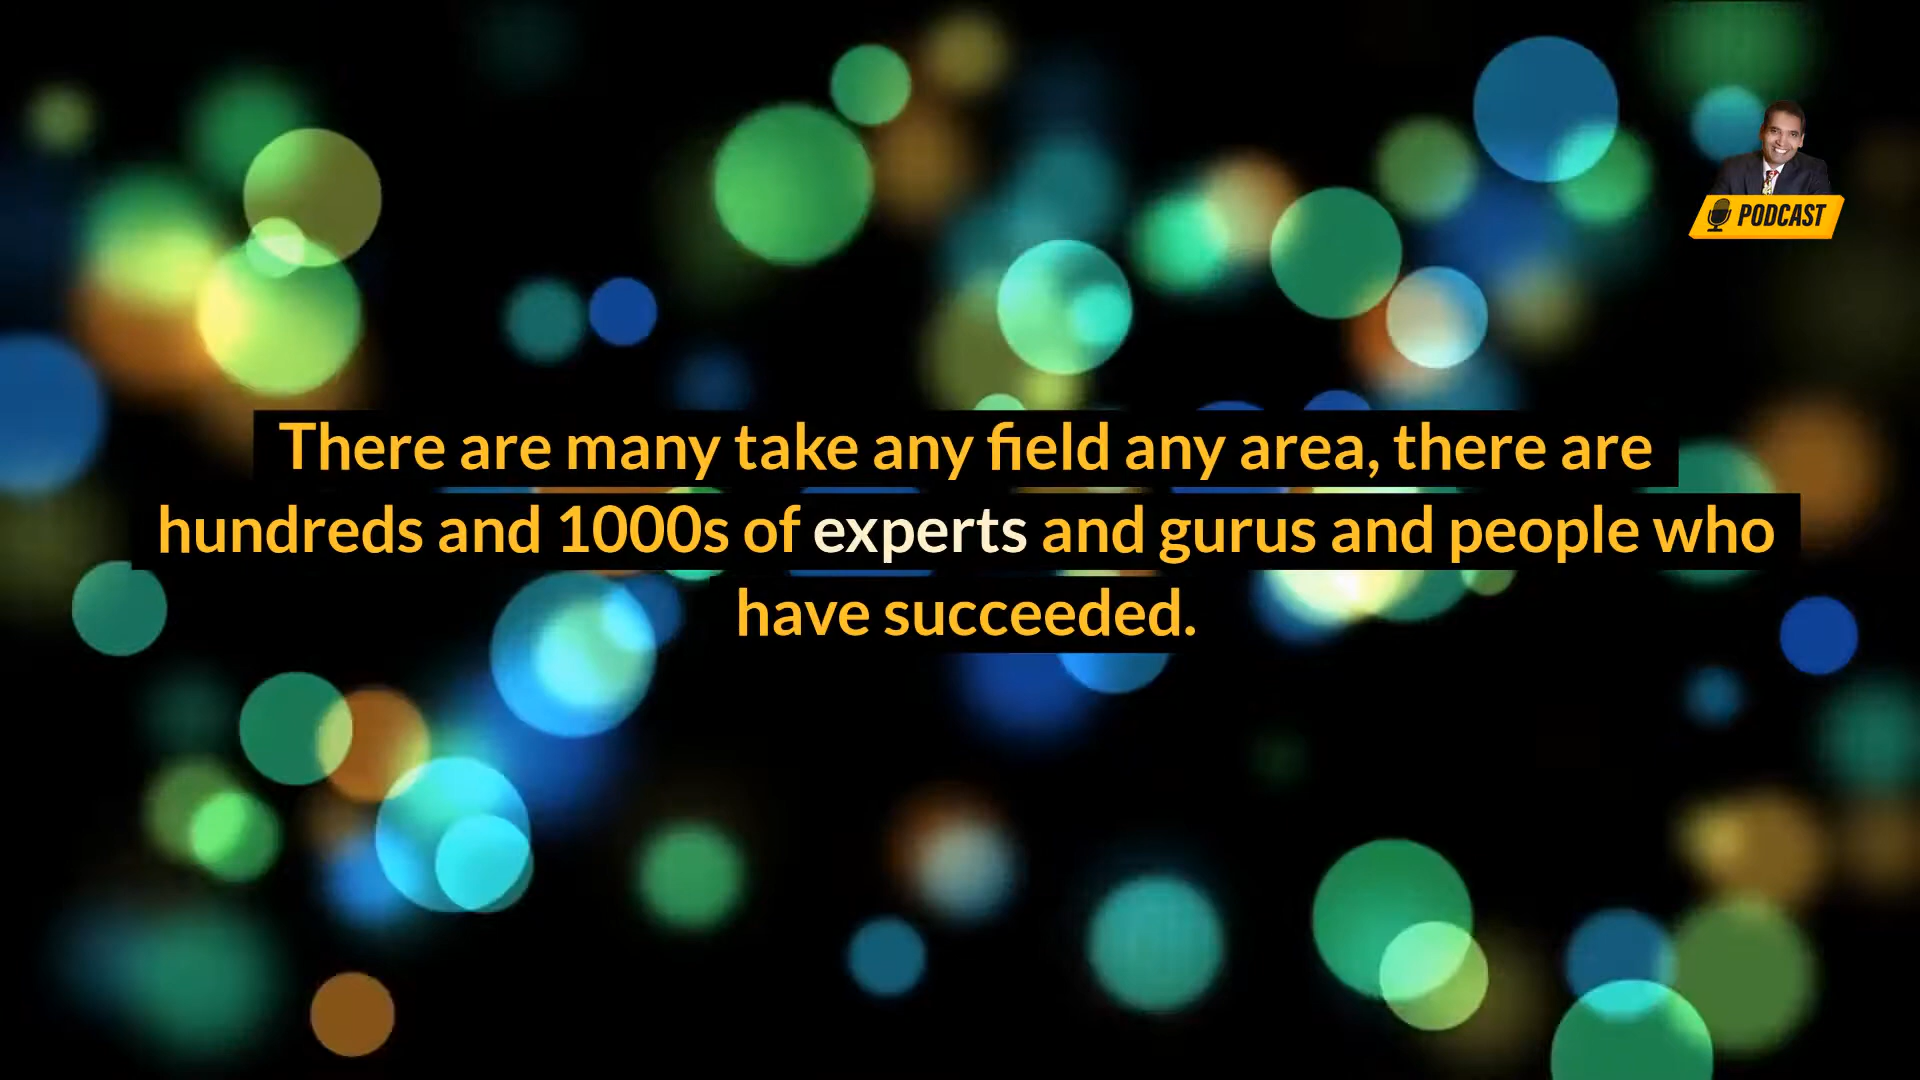 PODCAST
There are many take any field any area, there are
hundreds and 1000s of experts and gurus and people who
have succeeded.